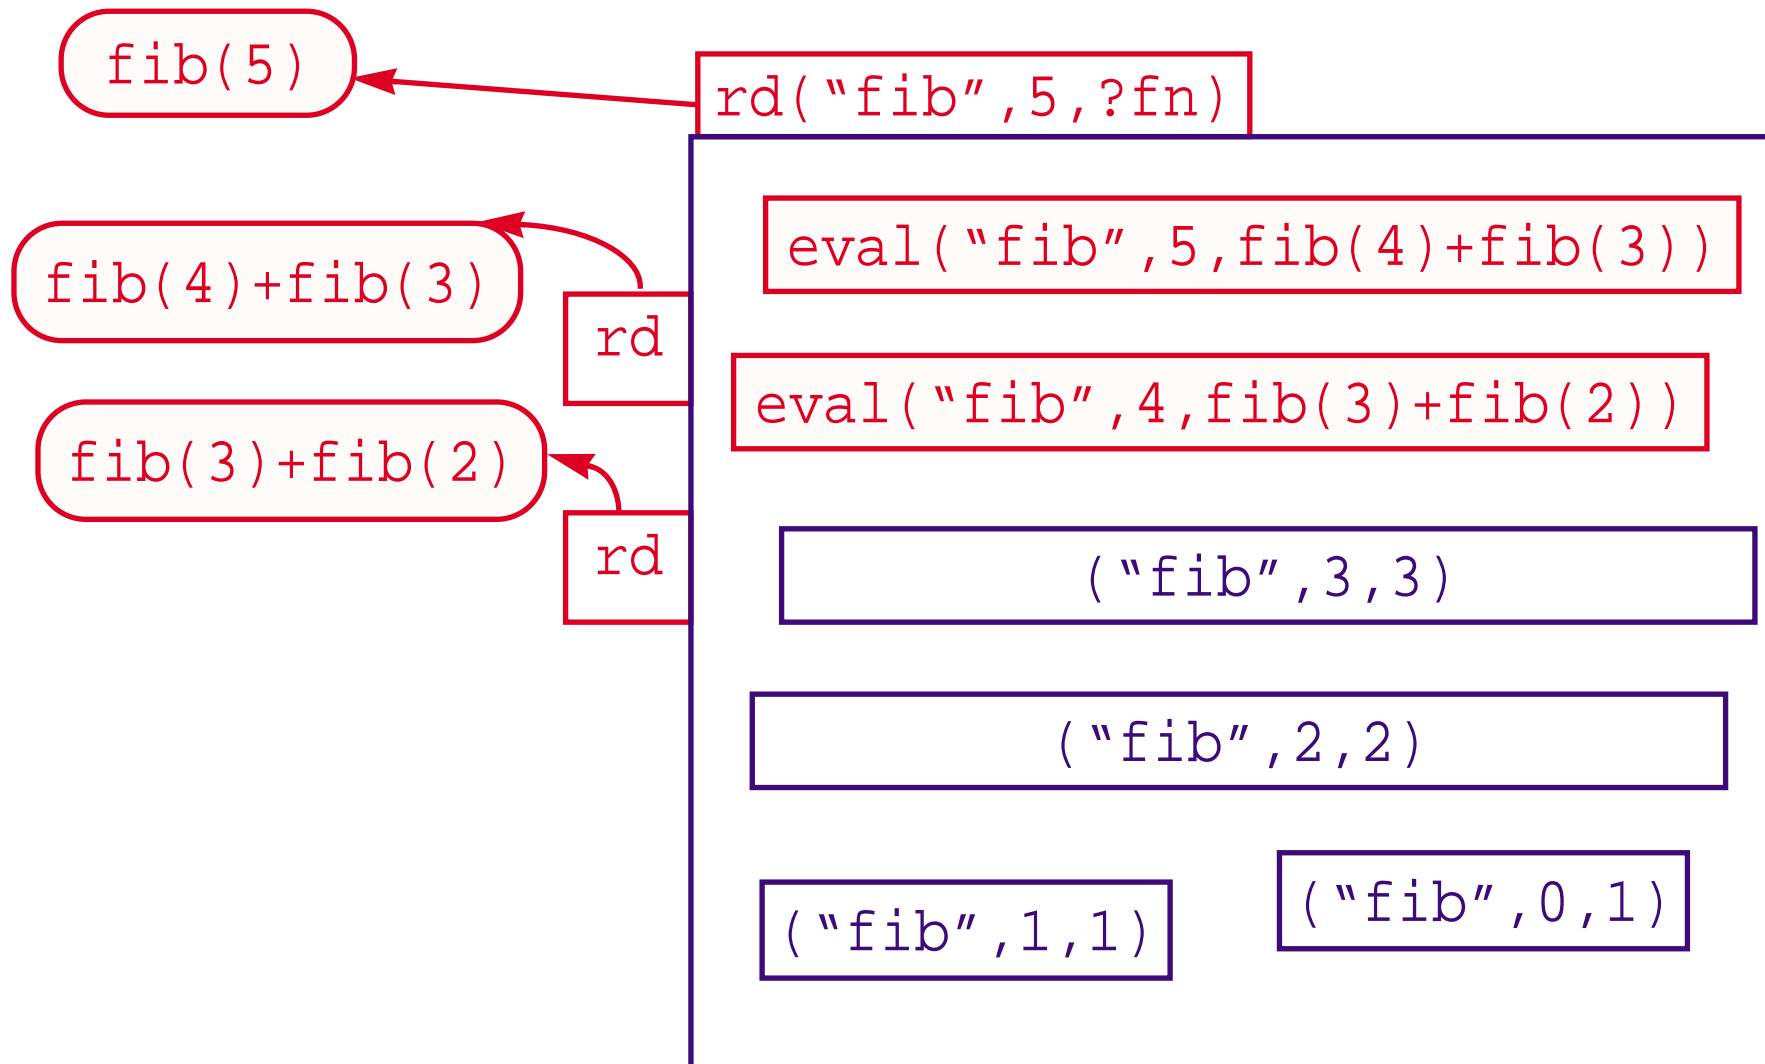 fib(5)
rd(“fib”,5,?fn)
eval(“fib”,5,fib(4)+fib(3))
fib(4)+fib(3)
rd
eval(“fib”,4,fib(3)+fib(2))
fib(3)+fib(2)
rd
(“fib”,3,3)
(“fib”,2,2)
(“fib”,1,1)
(“fib”,0,1)